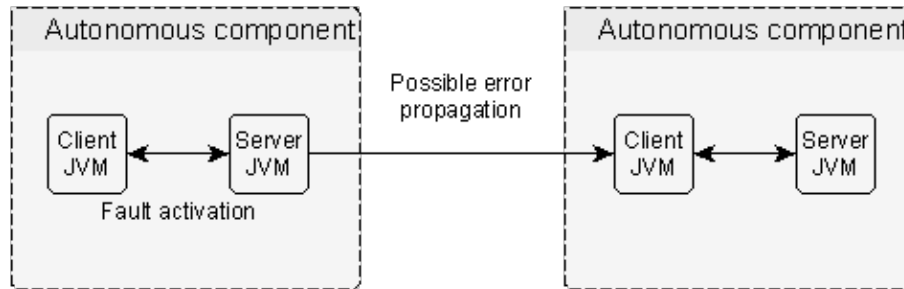 Autonomous component
Client
JVM
Server
JVM
Fault activation
Possible error
propagation
Autonomous component
Client
JVM
Server
JVM